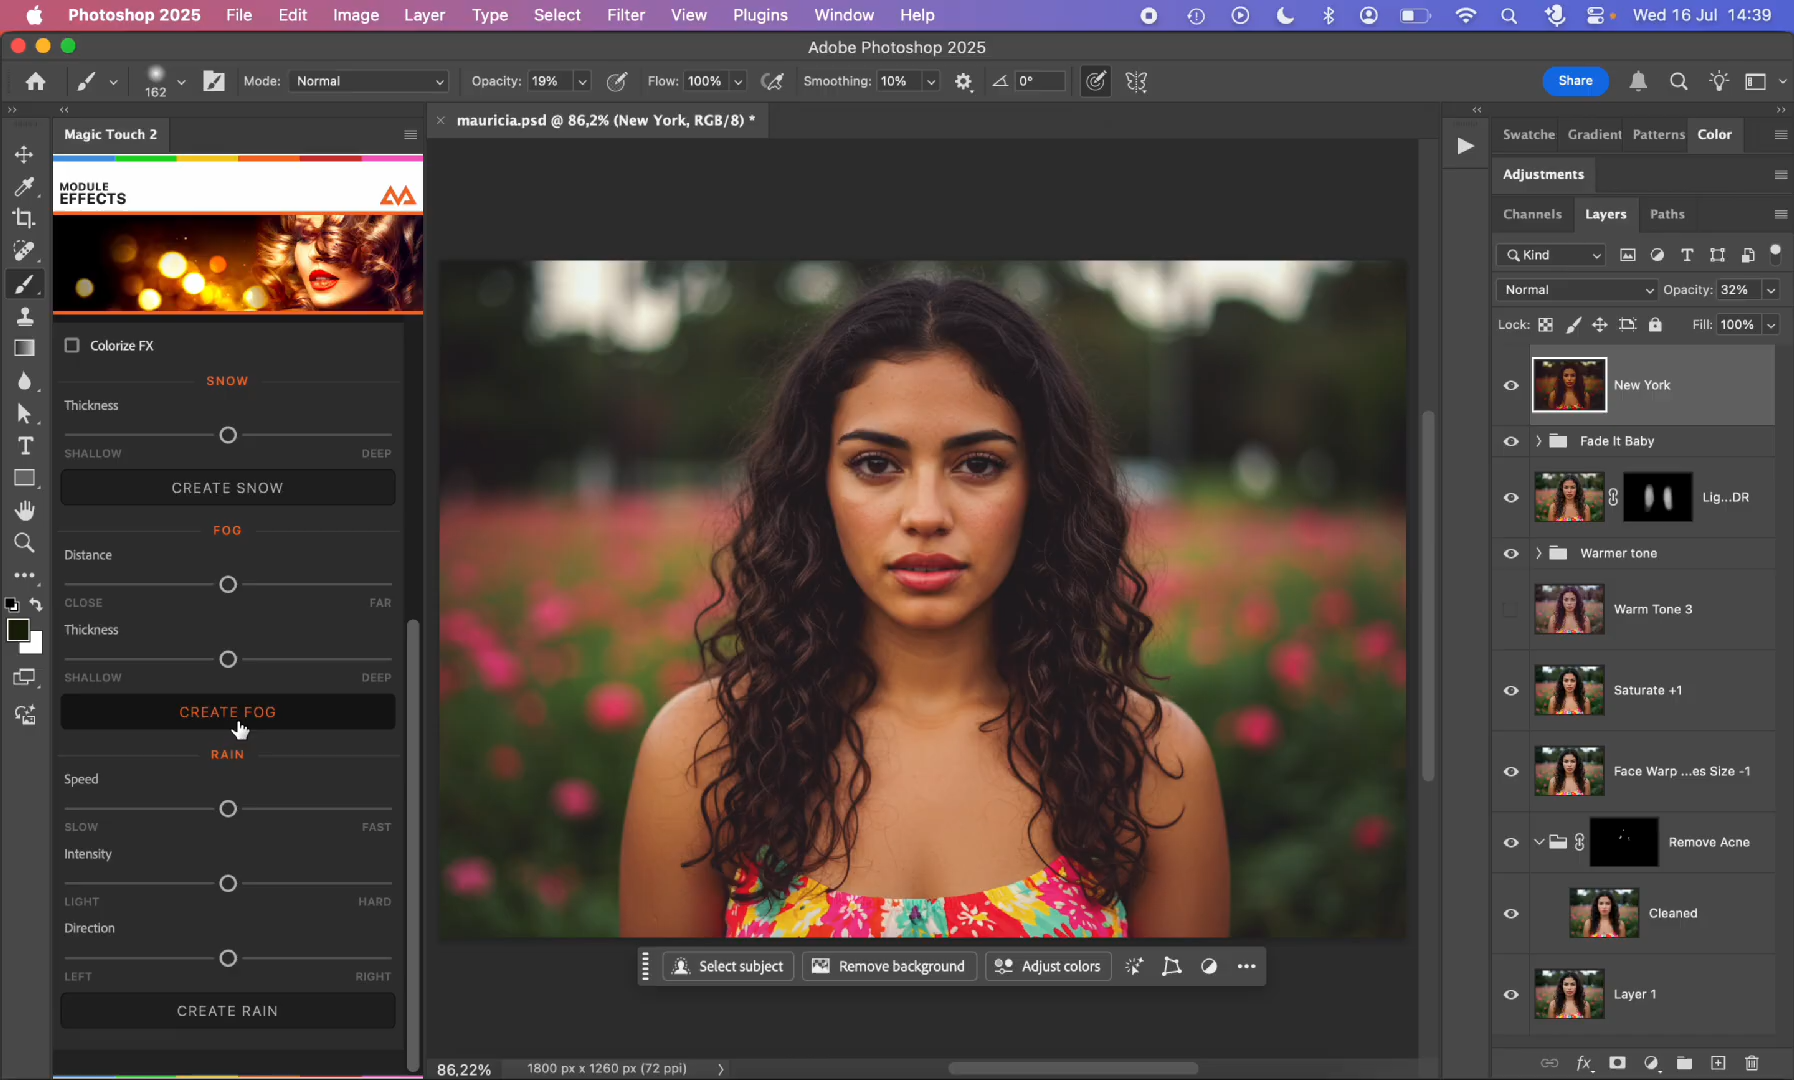 Photoshop 2025 File Edit Image Layer Type Select Filter View Plugins Window Help Wed 16 Jul 14:39
Adobe Photoshop 2025
162 Mode: Normal Opacity: 19% Flow: 100% Smoothing: 10% 0° Share
Magic Touch 2
mauricia.psd @ 86,2% (New York, RGB/8) *
MODULE
EFFECTS
Colorize FX
SNOW
Thickness
SHALLOW DEEP
CREATE SNOW
FOG
Distance
CLOSE FAR
Thickness
SHALLOW DEEP
CREATE FOG
RAIN
Speed
SLOW FAST
Intensity
LIGHT HARD
Direction
LEFT RIGHT
CREATE RAIN
Select subject Remove background Adjust colors
86,22% 1800 px x 1260 px (72 ppi)
Swatche Gradient Patterns Color
Adjustments
Channels Layers Paths
Kind
Normal Opacity: 32%
Lock: Fill: 100%
New York
Fade It Baby
Lig...DR
Warmer tone
Warm Tone 3
Saturate +1
Face Warp ...es Size -1
Remove Acne
Cleaned
Layer 1
fx